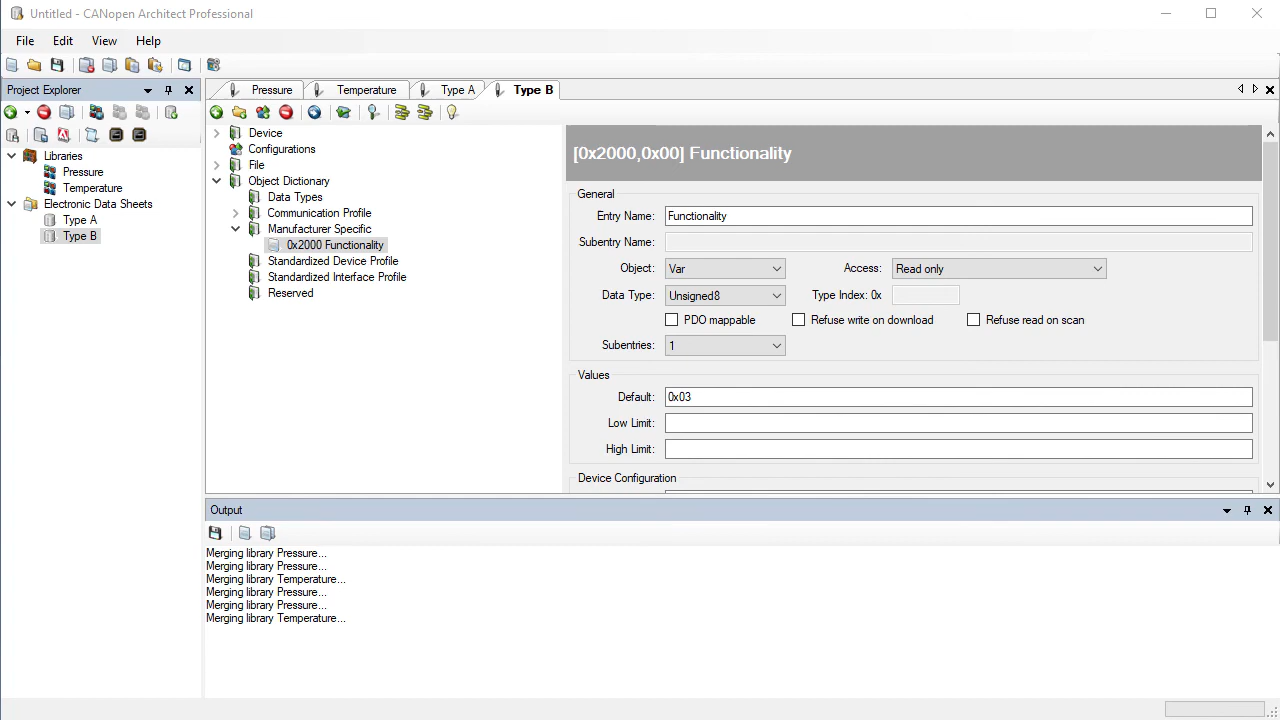 Untitled - CANopen Architect Professional
File Edit View Help
Project Explorer
Libraries
Pressure
Temperature
Electronic Data Sheets
Type A
Type B
Pressure Temperature Type A Type B
Device
Configurations
File
Object Dictionary
Data Types
Communication Profile
Manufacturer Specific
0x2000 Functionality
Standardized Device Profile
Standardized Interface Profile
Reserved
[0x2000,0x00] Functionality
General
Entry Name: Functionality
Subentry Name:
Object: Var Access: Read only
Data Type: Unsigned8 Type Index: 0x
PDO mappable Refuse write on download Refuse read on scan
Subentries: 1
Values
Default: 0x03
Low Limit:
High Limit:
Device Configuration
Output
Merging library Pressure...
Merging library Pressure...
Merging library Temperature...
Merging library Pressure...
Merging library Pressure...
Merging library Temperature...